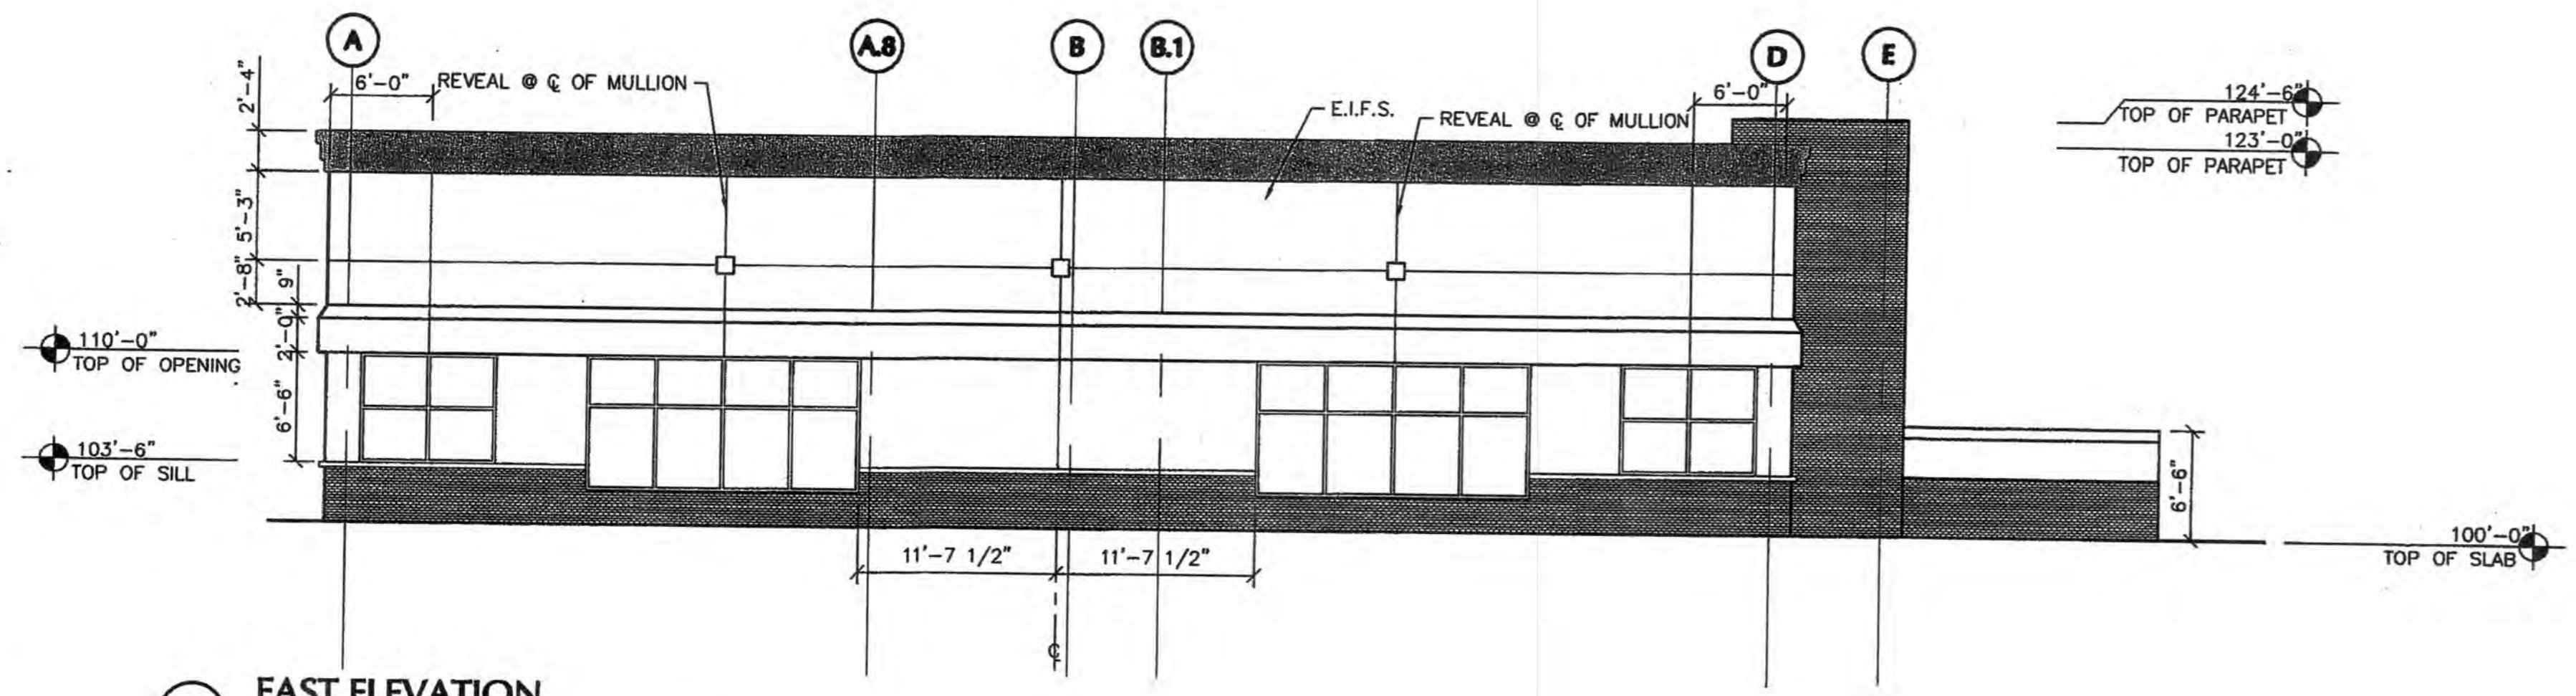 A
A.8
B
B.1
D
E
2'-4"
6'-0"
REVEAL @ ℄ OF MULLION
E.I.F.S.
REVEAL @ ℄ OF MULLION
6'-0"
124'-6"
TOP OF PARAPET
123'-0"
TOP OF PARAPET
5'-3"
2'-8"
9"
2'-0"
110'-0"
TOP OF OPENING
6'-6"
103'-6"
TOP OF SILL
6'-6"
11'-7 1/2"
11'-7 1/2"
100'-0"
TOP OF SLAB
℄
EAST ELEVATION